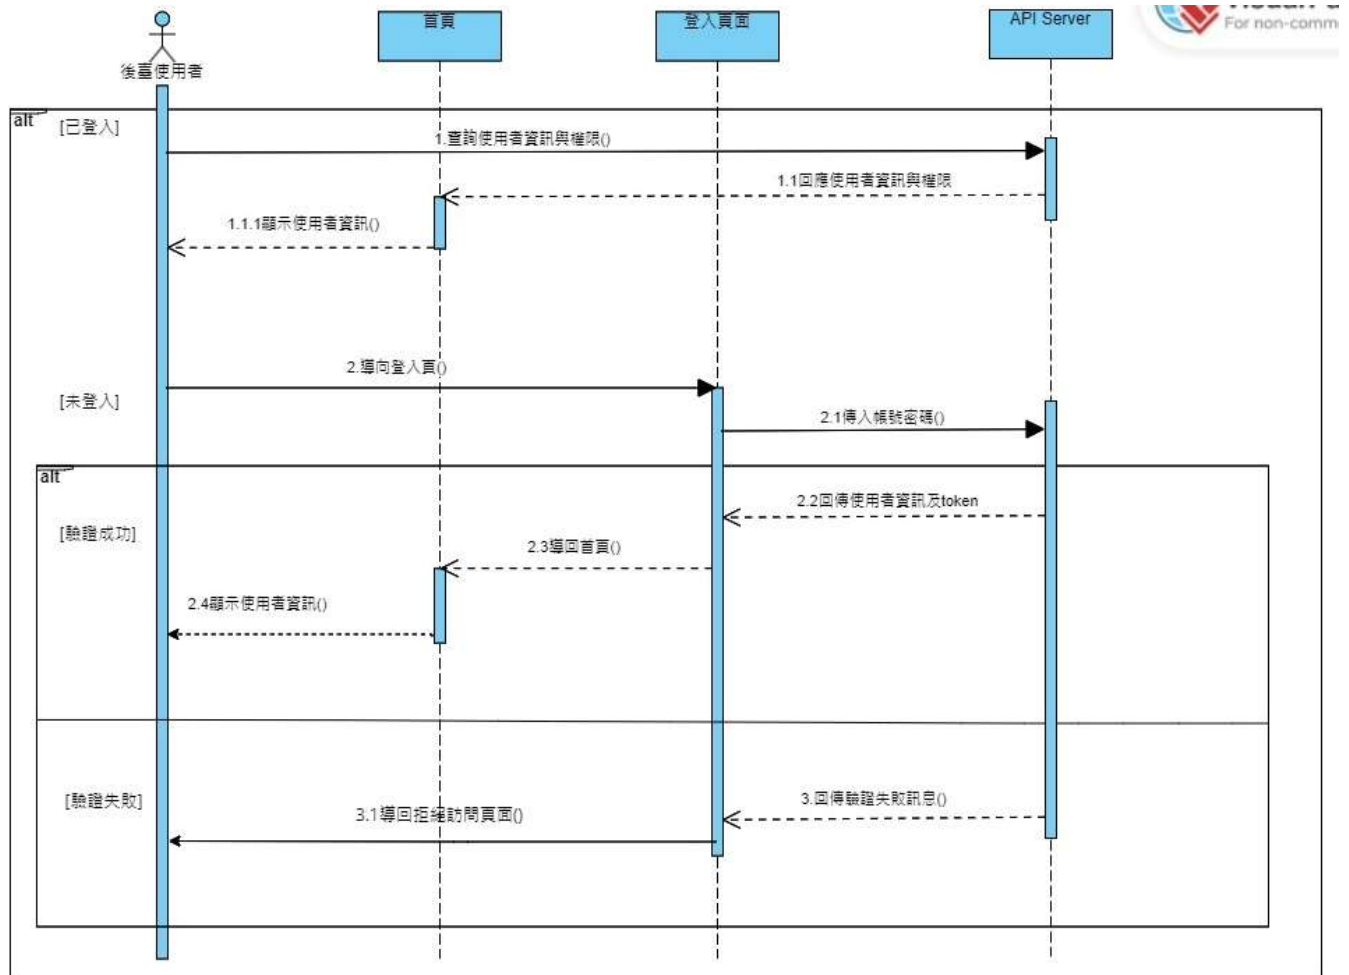 後臺使用者
首頁
登入頁面
API Server
For non-comm
alt
[已登入]
1.查詢使用者資訊與權限()
1.1回應使用者資訊與權限
1.1.1顯示使用者資訊()
2.導向登入頁()
[未登入]
2.1傳入帳號密碼()
alt
2.2回傳使用者資訊及token
[驗證成功]
2.3導回首頁()
2.4顯示使用者資訊()
[驗證失敗]
3.回傳驗證失敗訊息()
3.1導回拒絕訪問頁面()